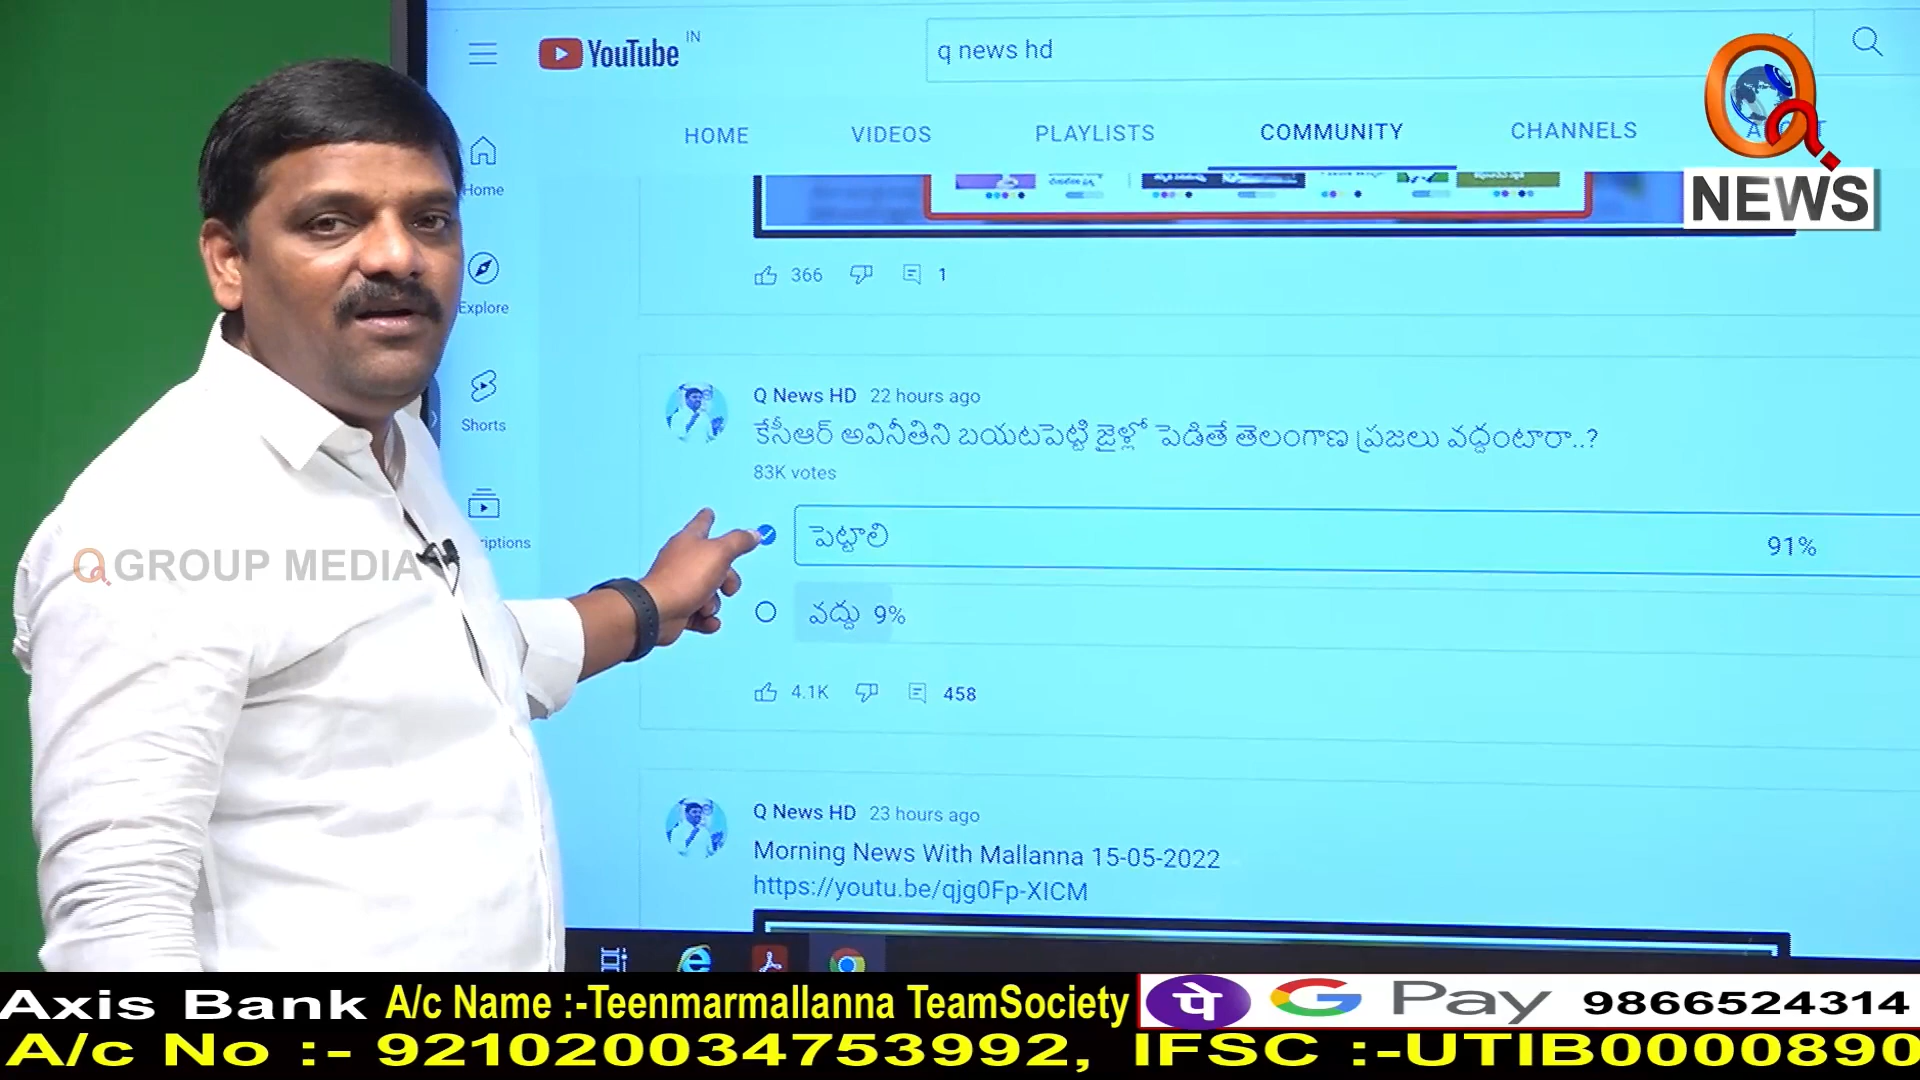 YouTube IN
q news hd
HOME VIDEOS PLAYLISTS COMMUNITY CHANNELS
Q NEWS
Home
Explore
Shorts
366 1
Q News HD 22 hours ago
కేసీఆర్ అవినీతిని బయటపెట్టి జైళ్లో పెడితే తెలంగాణ ప్రజలు వద్దంటారా..?
83K votes
పెట్టాలి 91%
వద్దు 9%
4.1K 458
Q GROUP MEDIA
Q News HD 23 hours ago
Morning News With Mallanna 15-05-2022
https://youtu.be/qjg0Fp-XICM
Axis Bank A/c Name :-Teenmarmallanna TeamSociety
पे G Pay 9866524314
A/c No :- 921020034753992, IFSC :-UTIB0000890